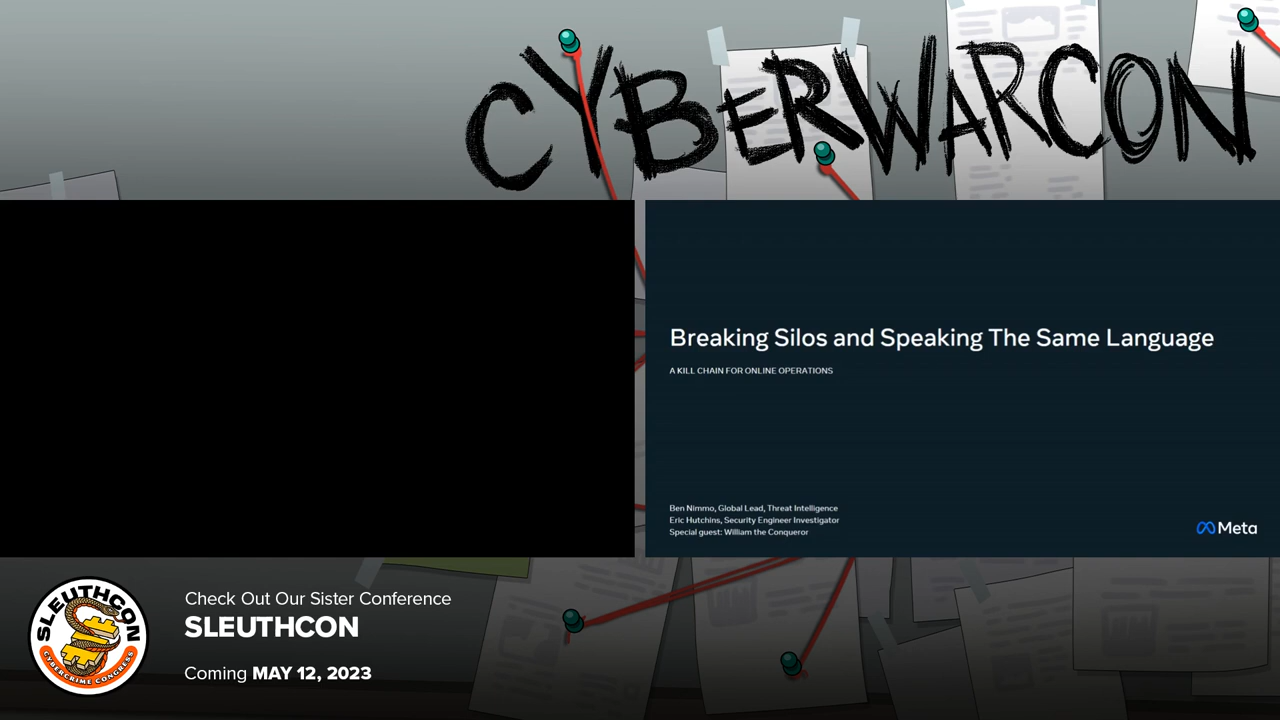 CYBERWARCON
Breaking Silos and Speaking The Same Language
A KILL CHAIN FOR ONLINE OPERATIONS
Ben Nimmo, Global Lead, Threat Intelligence
Eric Hutchins, Security Engineer Investigator
Special guest: William the Conqueror
Meta
SLEUTHCON
CYBERCRIME CONGRESS
Check Out Our Sister Conference
SLEUTHCON
Coming MAY 12, 2023